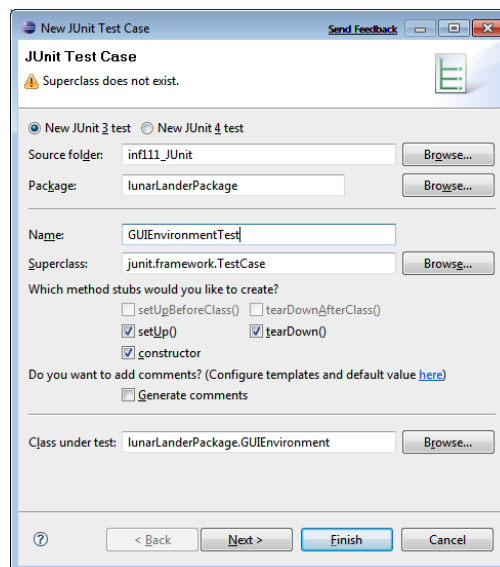 New JUnit Test Case Send Feedback
JUnit Test Case
Superclass does not exist.
New JUnit 3 test New JUnit 4 test
Source folder: inf111_JUnit Browse...
Package: lunarLanderPackage Browse...
Name: GUIEnvironmentTest
Superclass: junit.framework.TestCase Browse...
Which method stubs would you like to create?
setUpBeforeClass() tearDownAfterClass()
setUp() tearDown()
constructor
Do you want to add comments? (Configure templates and default value here)
Generate comments
Class under test: lunarLanderPackage.GUIEnvironment Browse...
? < Back Next > Finish Cancel